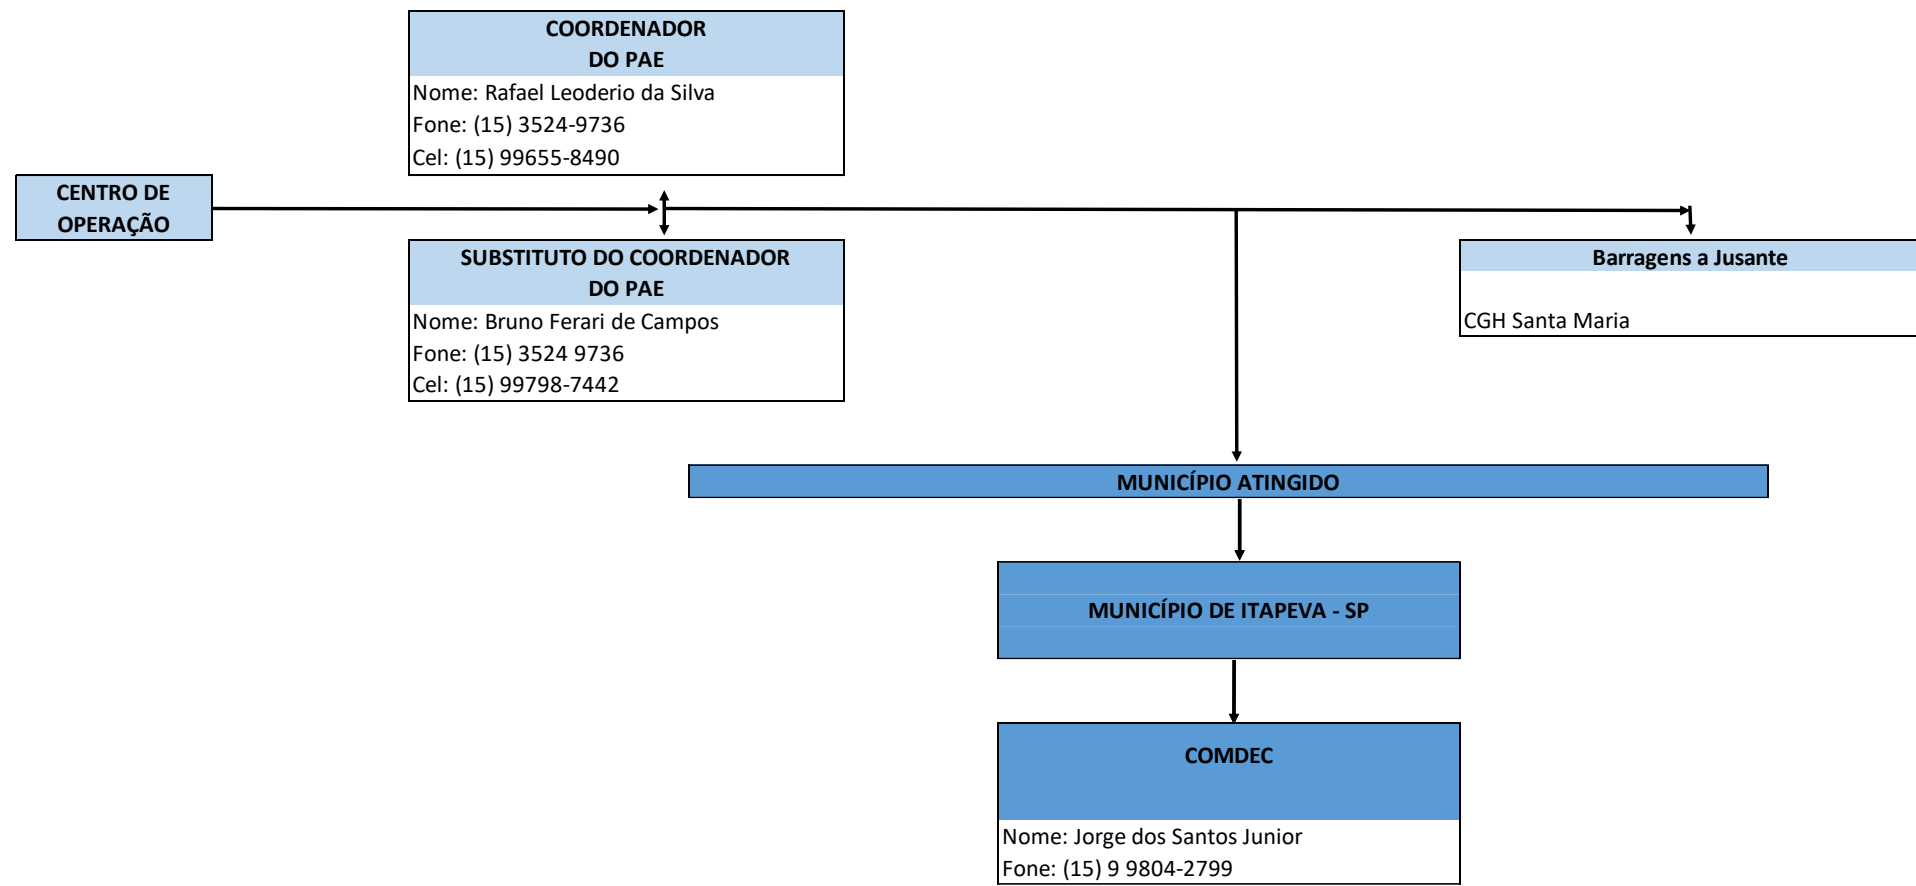 COORDENADOR
DO PAE
Nome: Rafael Leoderio da Silva
Fone: (15) 3524-9736
Cel: (15) 99655-8490
CENTRO DE
OPERAÇÃO
SUBSTITUTO DO COORDENADOR
DO PAE
Nome: Bruno Ferari de Campos
Fone: (15) 3524 9736
Cel: (15) 99798-7442
Barragens a Jusante
CGH Santa Maria
MUNICÍPIO ATINGIDO
MUNICÍPIO DE ITAPEVA - SP
COMDEC
Nome: Jorge dos Santos Junior
Fone: (15) 9 9804-2799